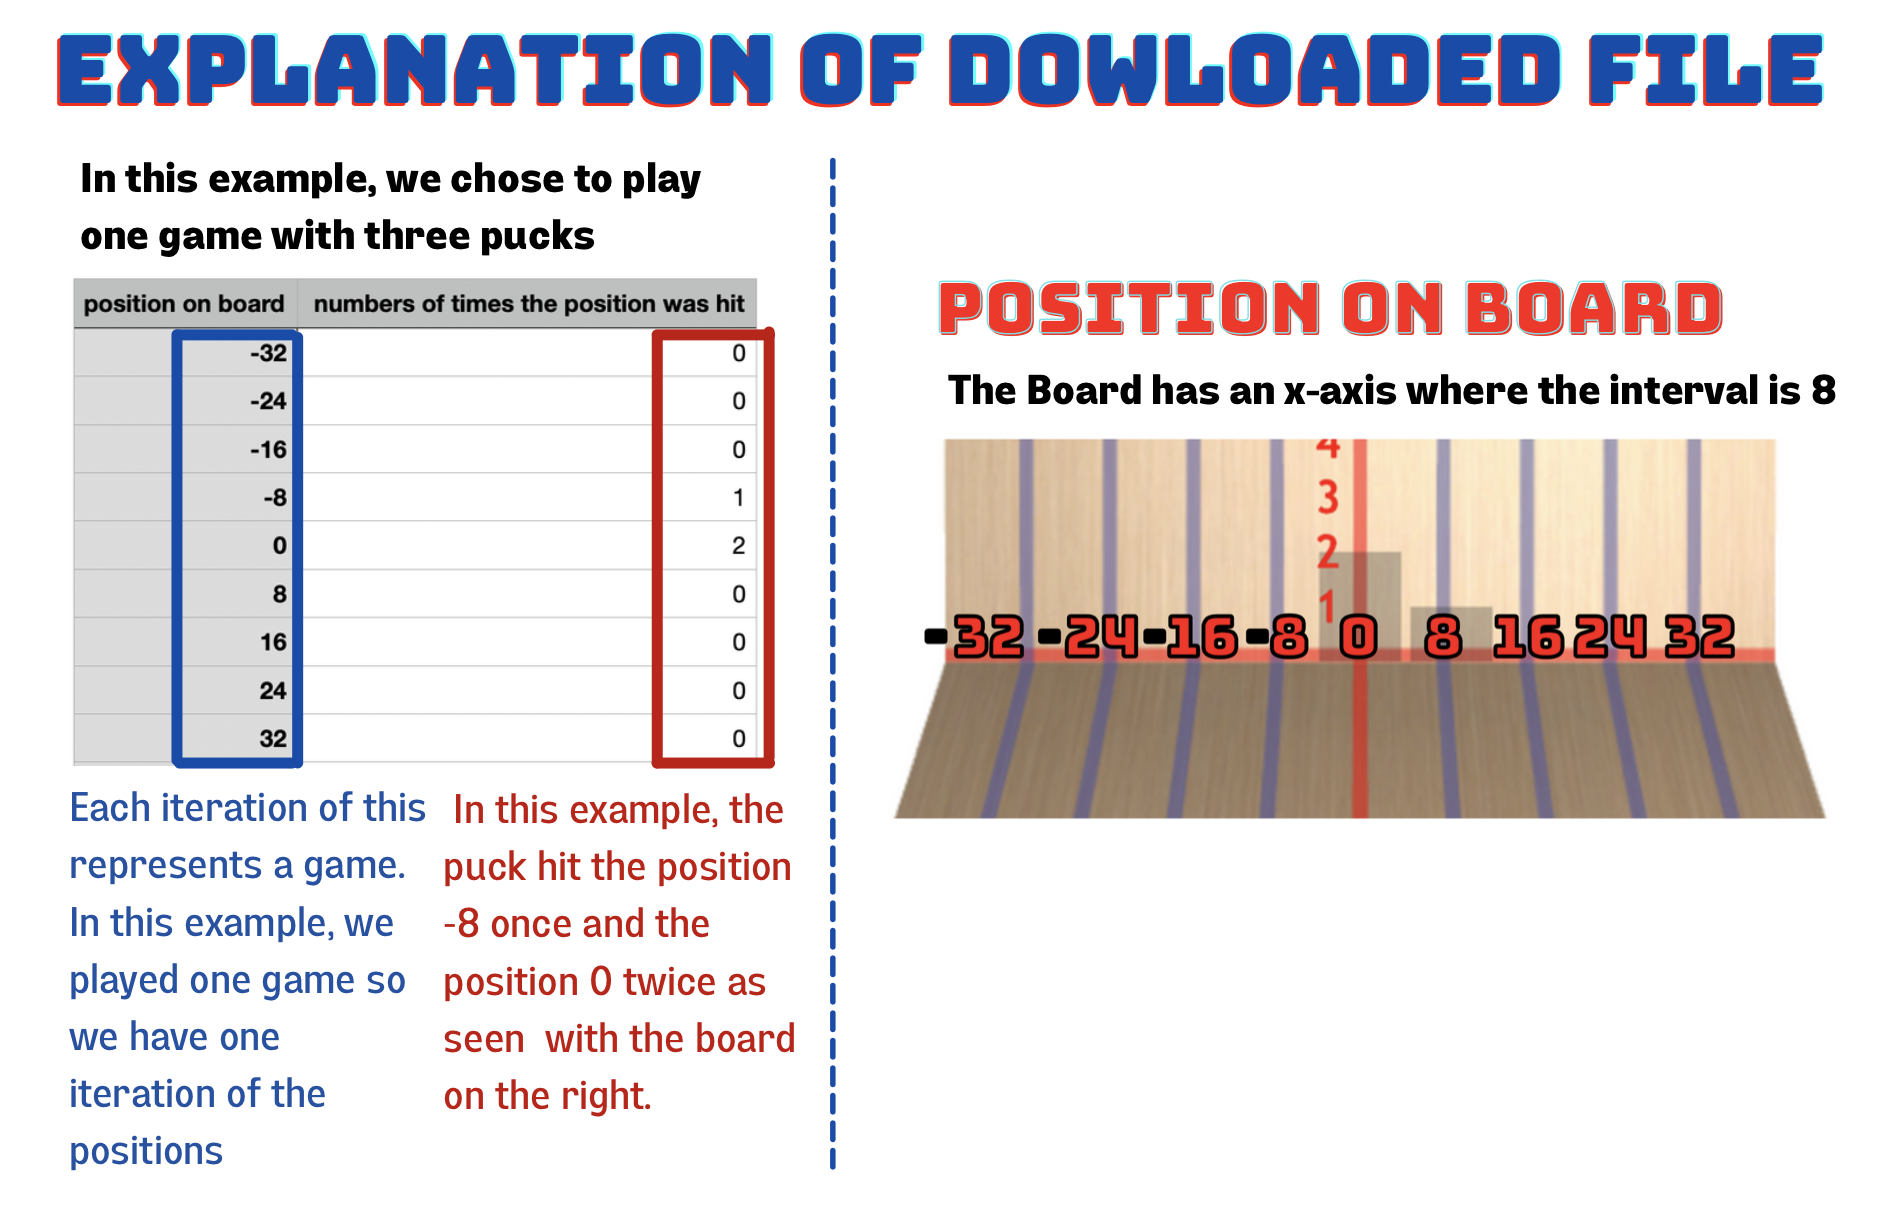 EXPLANATION OF DOWLOADED FILE
In this example, we chose to play
one game with three pucks
position on board numbers of times the position was hit
-32 0
-24 0
-16 0
-8 1
0 2
8 0
16 0
24 0
32 0
Each iteration of this
represents a game.
In this example, we
played one game so
we have one
iteration of the
positions
In this example, the
puck hit the position
-8 once and the
position 0 twice as
seen with the board
on the right.
POSITION ON BOARD
The Board has an x-axis where the interval is 8
4
3
2
1
-32 -24 -16 -8 0 8 16 24 32